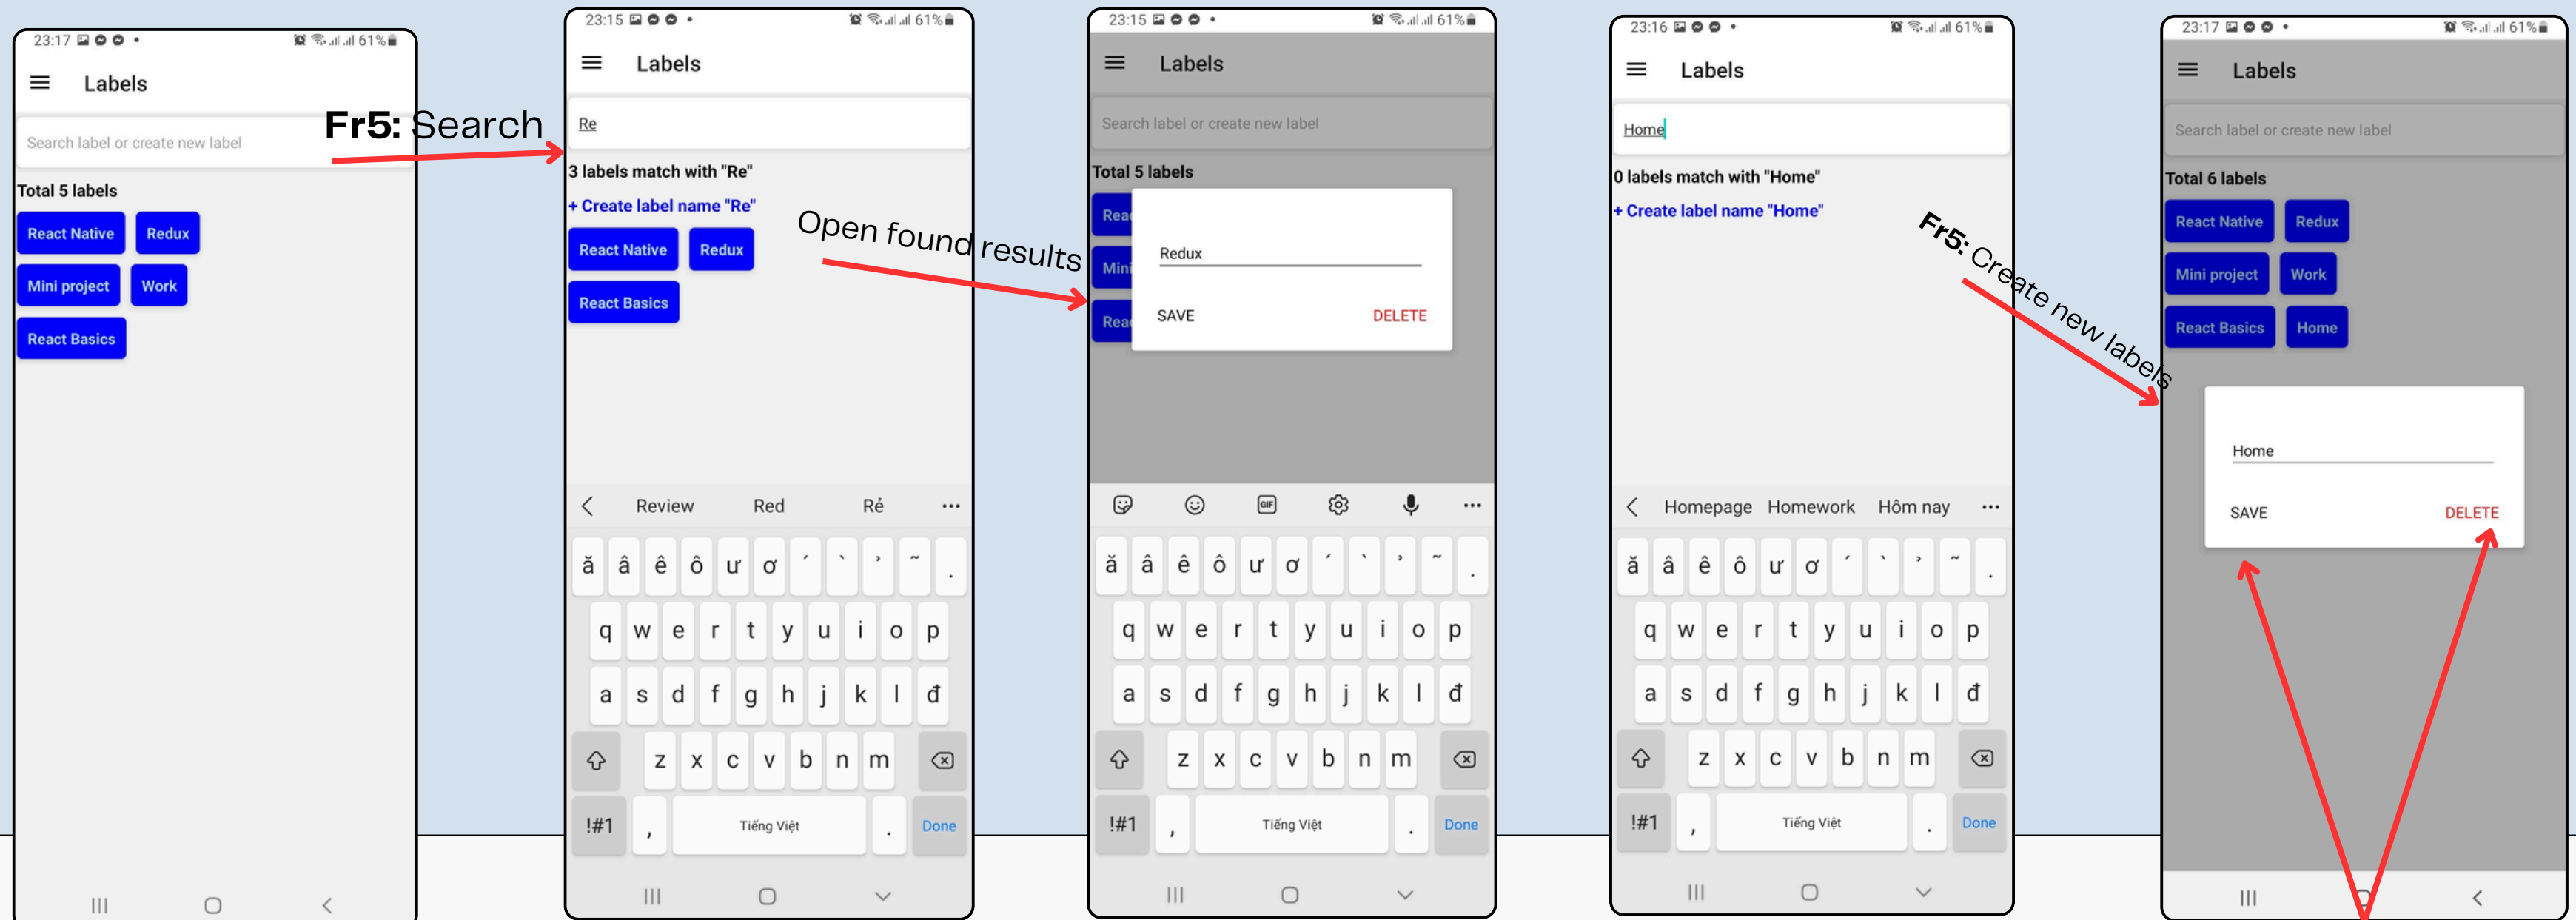 23:17
61%
Labels
Search label or create new label
Total 5 labels
React Native
Redux
Mini project
Work
React Basics
Fr5: Search
23:15
61%
Labels
Re
3 labels match with "Re"
+ Create label name "Re"
React Native
Redux
React Basics
Review Red Rẻ
ă â ê ô ư ơ ´ ` ̉ ~ .
q w e r t y u i o p
a s d f g h j k l đ
z x c v b n m
!#1 , Tiếng Việt . Done
Open found results
23:15
61%
Labels
Search label or create new label
Total 5 labels
Rea
Mini
Rea
Redux
SAVE DELETE
GIF
ă â ê ô ư ơ ´ ` ̉ ~ .
q w e r t y u i o p
a s d f g h j k l đ
z x c v b n m
!#1 , Tiếng Việt . Done
23:16
61%
Labels
Home
0 labels match with "Home"
+ Create label name "Home"
Homepage Homework Hôm nay
ă â ê ô ư ơ ´ ` ̉ ~ .
q w e r t y u i o p
a s d f g h j k l đ
z x c v b n m
!#1 , Tiếng Việt . Done
Fr5: Create new labels
23:17
61%
Labels
Search label or create new label
Total 6 labels
React Native
Redux
Mini project
Work
React Basics
Home
Home
SAVE DELETE